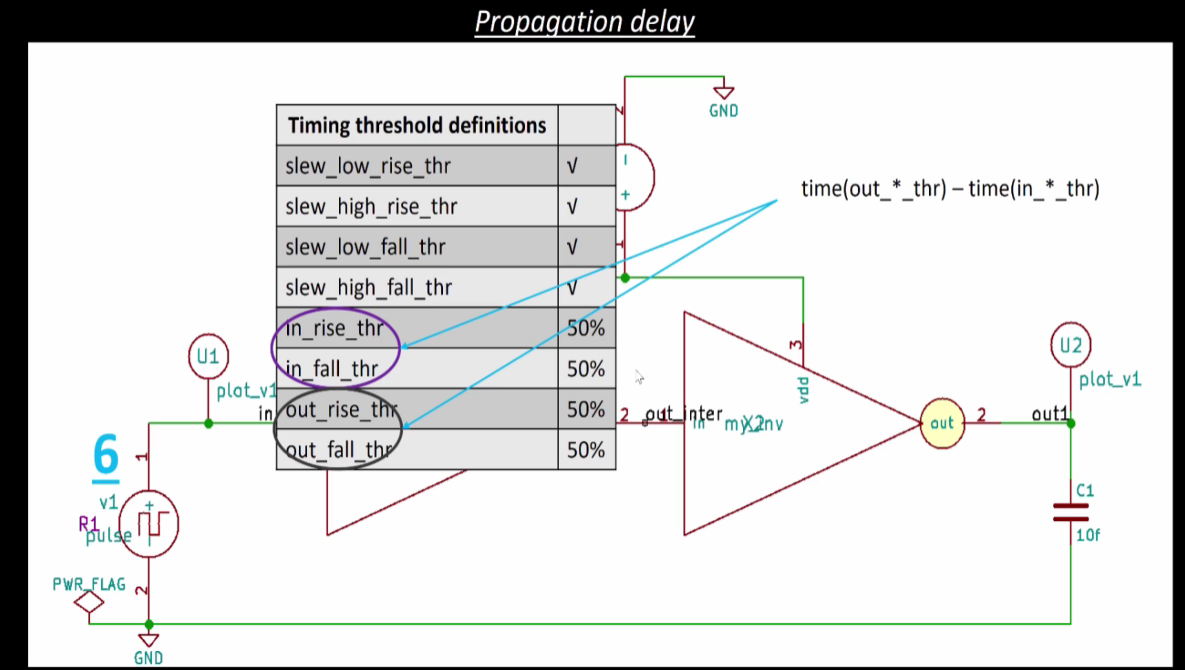 Propagation delay
GND
Timing threshold definitions
slew_low_rise_thr √
slew_high_rise_thr √
slew_low_fall_thr √
slew_high_fall_thr √
in_rise_thr 50%
in_fall_thr 50%
out_rise_thr 50%
out_fall_thr 50%
time(out_*_thr) – time(in_*_thr)
- 
+
1
U1
plot_v1
in
3
vdd
U2
plot_v1
2
out_inter
in
out
2
out1
6
1
v1
+
R1
pulse
C1
10f
PWR_FLAG
2
GND